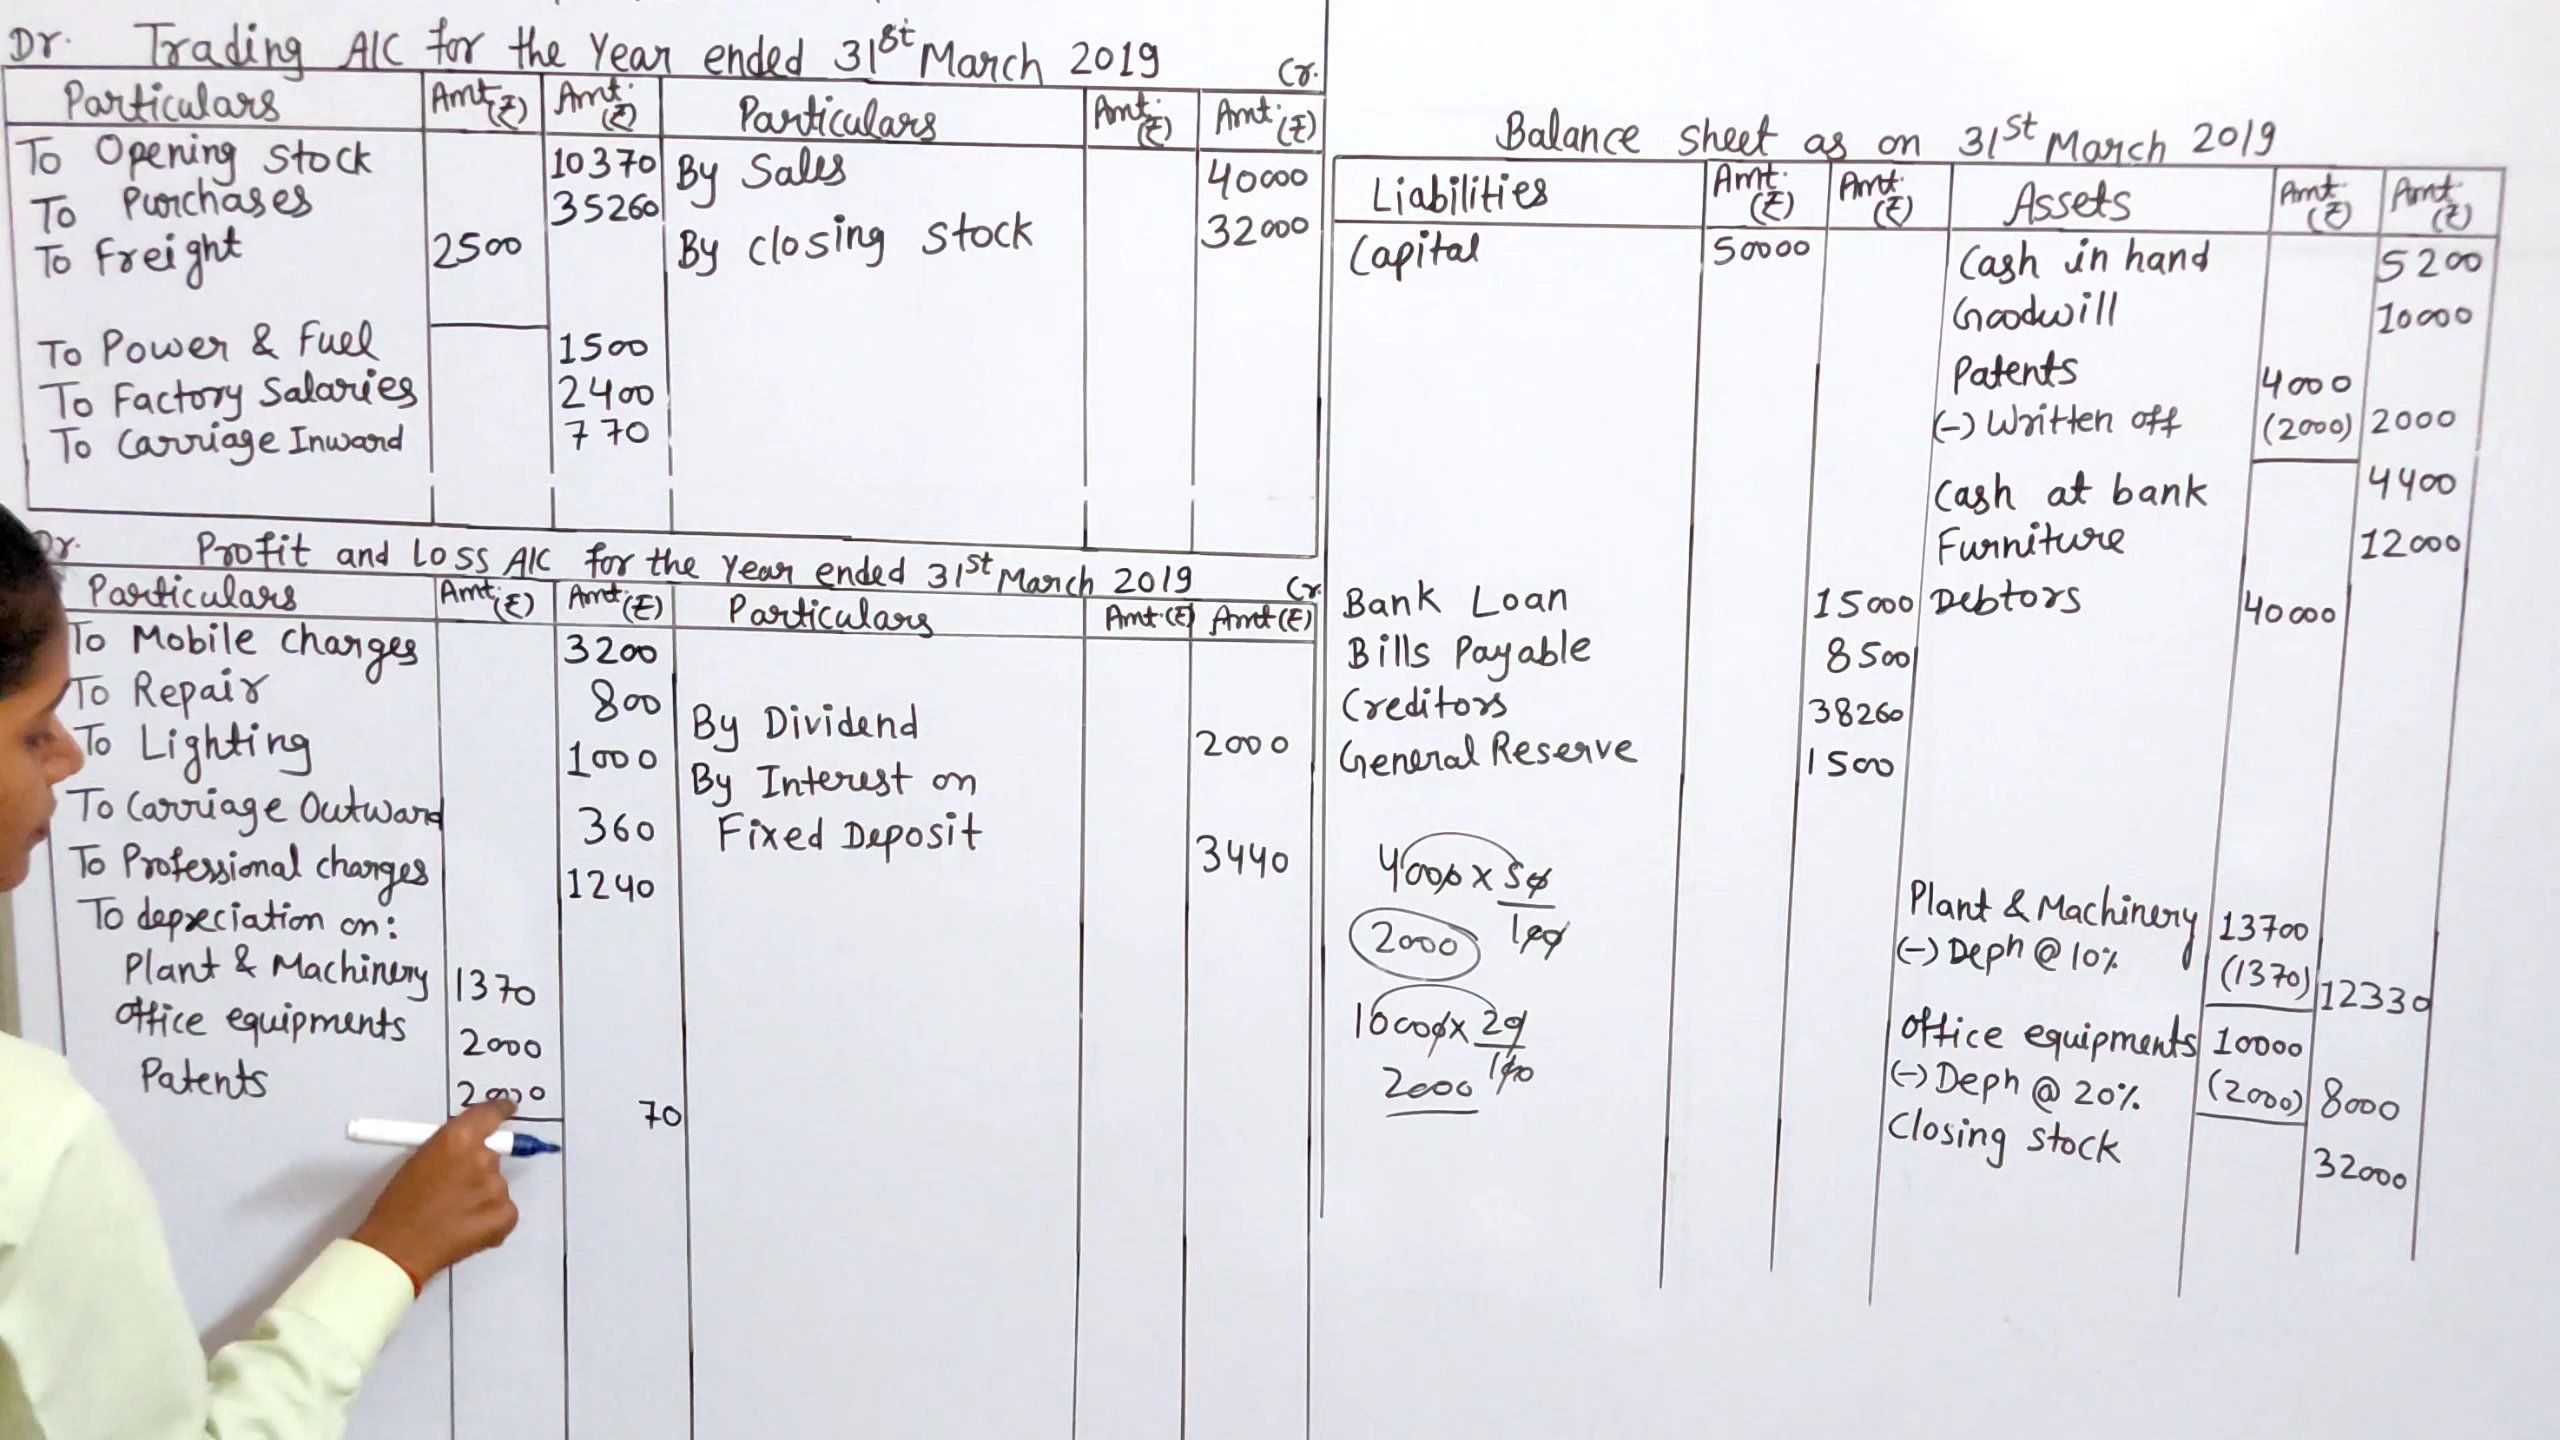 Dr. Trading A/C for the Year ended 31st March 2019 Cr.
Particulars Amt.(₹) Amt.(₹) Particulars Amt.(₹) Amt.(₹)
To Opening Stock 10370 By Sales 40000
To Purchases 35260 By Closing Stock 32000
To Freight 2500
To Power & Fuel 1500
To Factory Salaries 2400
To Carriage Inward 770
Dr. Profit and Loss A/C for the Year ended 31st March 2019 Cr.
Particulars Amt.(₹) Amt.(₹) Particulars Amt.(₹) Amt.(₹)
To Mobile charges 3200
To Repair 800 By Dividend 2000
To Lighting 1000 By Interest on
To Carriage Outward 360 Fixed Deposit 3440
To Professional charges 1240
To depreciation on:
Plant & Machinery 1370
Office equipments 2000
Patents 2000 70
Balance Sheet as on 31st March 2019
Liabilities Amt.(₹) Amt.(₹) Assets Amt.(₹) Amt.(₹)
Capital 50000 Cash in hand 5200
Goodwill 10000
Patents 4000
(-) Written off (2000) 2000
Cash at bank 4400
Furniture 12000
Bank Loan 15000 Debtors 40000
Bills Payable 8500
Creditors 38260
General Reserve 1500
4000 x 50
100
2000
Plant & Machinery 13700
(-) Deph @ 10% (1370) 12330
10000 x 20
100
2000
Office equipments 10000
(-) Deph @ 20% (2000) 8000
Closing Stock 32000